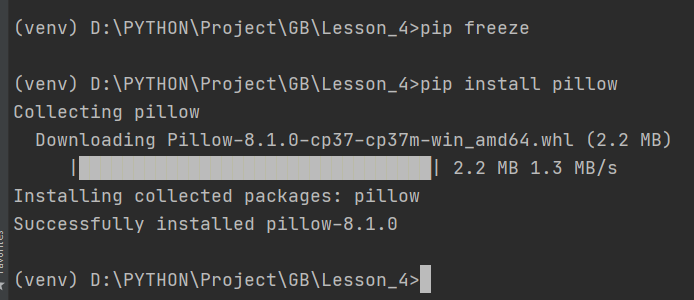 (venv) D:\PYTHON\Project\GB\Lesson_4>pip freeze
(venv) D:\PYTHON\Project\GB\Lesson_4>pip install pillow
Collecting pillow
  Downloading Pillow-8.1.0-cp37-cp37m-win_amd64.whl (2.2 MB)
     |████████████████████████████████| 2.2 MB 1.3 MB/s
Installing collected packages: pillow
Successfully installed pillow-8.1.0
(venv) D:\PYTHON\Project\GB\Lesson_4>
Favorites